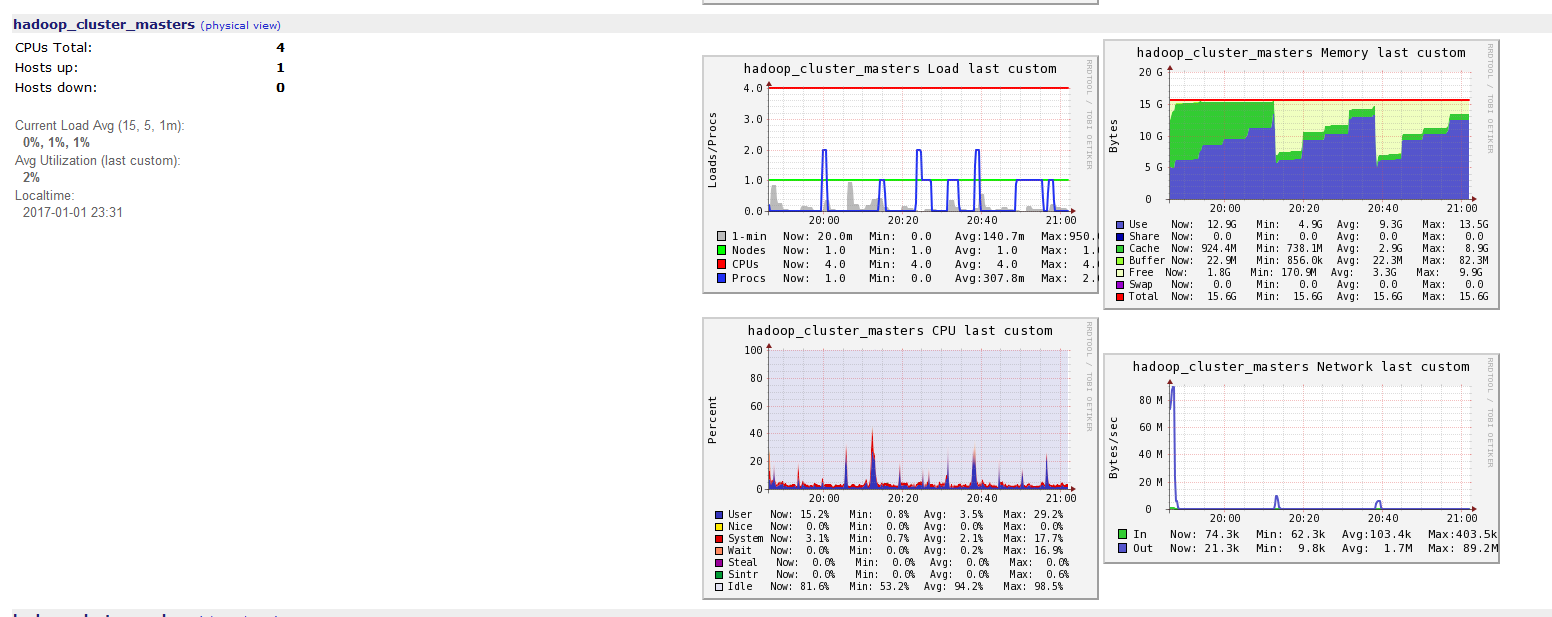 hadoop_cluster_masters (physical view)
CPUs Total: 4
Hosts up: 1
Hosts down: 0
Current Load Avg (15, 5, 1m):
0%, 1%, 1%
Avg Utilization (last custom):
2%
Localtime:
2017-01-01 23:31
hadoop_cluster_masters Load last custom
RRDTOOL / TOBI OETIKER
Loads/Procs
4.0
3.0
2.0
1.0
0.0
20:00 20:20 20:40 21:00
1-min Now: 20.0m Min: 0.0 Avg:140.7m Max:950.
Nodes Now: 1.0 Min: 1.0 Avg: 1.0 Max: 1.
CPUs Now: 4.0 Min: 4.0 Avg: 4.0 Max: 4.
Procs Now: 1.0 Min: 0.0 Avg:307.8m Max: 2.
hadoop_cluster_masters Memory last custom
RRDTOOL / TOBI OETIKER
Bytes
20 G
15 G
10 G
5 G
0
20:00 20:20 20:40 21:00
Use Now: 12.9G Min: 4.9G Avg: 9.3G Max: 13.5G
Share Now: 0.0 Min: 0.0 Avg: 0.0 Max: 0.0
Cache Now: 924.4M Min: 738.1M Avg: 2.9G Max: 8.9G
Buffer Now: 22.9M Min: 856.0k Avg: 22.3M Max: 82.3M
Free Now: 1.8G Min: 170.9M Avg: 3.3G Max: 9.9G
Swap Now: 0.0 Min: 0.0 Avg: 0.0 Max: 0.0
Total Now: 15.6G Min: 15.6G Avg: 15.6G Max: 15.6G
hadoop_cluster_masters CPU last custom
RRDTOOL / TOBI OETIKER
Percent
100
80
60
40
20
0
20:00 20:20 20:40 21:00
User Now: 15.2% Min: 0.8% Avg: 3.5% Max: 29.2%
Nice Now: 0.0% Min: 0.0% Avg: 0.0% Max: 0.0%
System Now: 3.1% Min: 0.7% Avg: 2.1% Max: 17.7%
Wait Now: 0.0% Min: 0.0% Avg: 0.2% Max: 16.9%
Steal Now: 0.0% Min: 0.0% Avg: 0.0% Max: 0.0%
Sintr Now: 0.0% Min: 0.0% Avg: 0.0% Max: 0.6%
Idle Now: 81.6% Min: 53.2% Avg: 94.2% Max: 98.5%
hadoop_cluster_masters Network last custom
RRDTOOL / TOBI OETIKER
Bytes/sec
80 M
60 M
40 M
20 M
0
20:00 20:20 20:40 21:00
In Now: 74.3k Min: 62.3k Avg:103.4k Max:403.5k
Out Now: 21.3k Min: 9.8k Avg: 1.7M Max: 89.2M